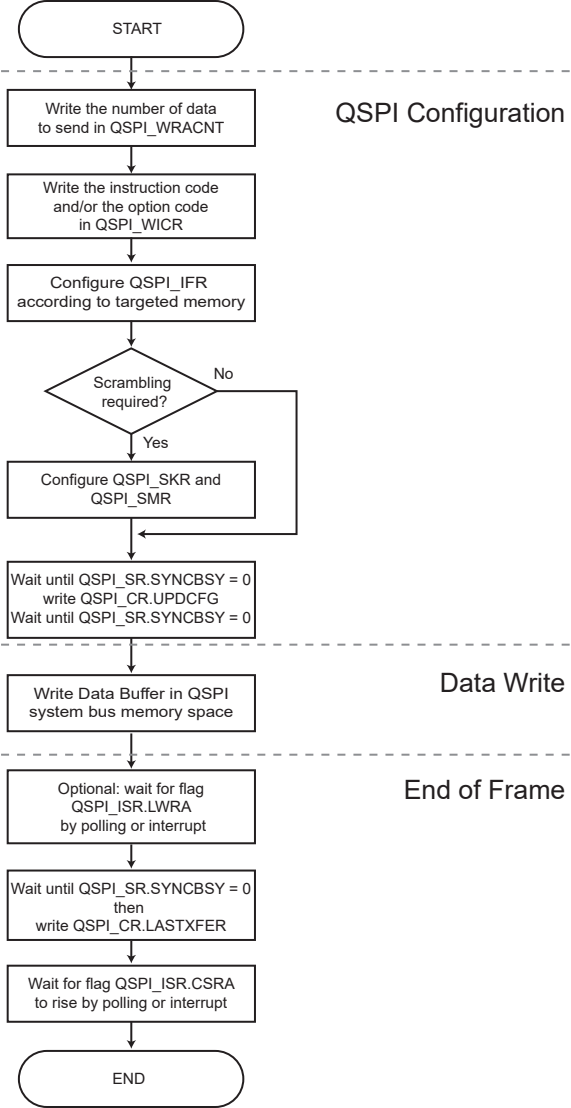 START
QSPI Configuration
Write the number of data
to send in QSPI_WRACNT
Write the instruction code
and/or the option code
in QSPI_WICR
Configure QSPI_IFR
according to targeted memory
Scrambling
required?
No
Yes
Configure QSPI_SKR and
QSPI_SMR
Wait until QSPI_SR.SYNCBSY = 0
write QSPI_CR.UPDCFG
Wait until QSPI_SR.SYNCBSY = 0
Data Write
Write Data Buffer in QSPI
system bus memory space
End of Frame
Optional: wait for flag
QSPI_ISR.LWRA
by polling or interrupt
Wait until QSPI_SR.SYNCBSY = 0
then
write QSPI_CR.LASTXFER
Wait for flag QSPI_ISR.CSRA
to rise by polling or interrupt
END